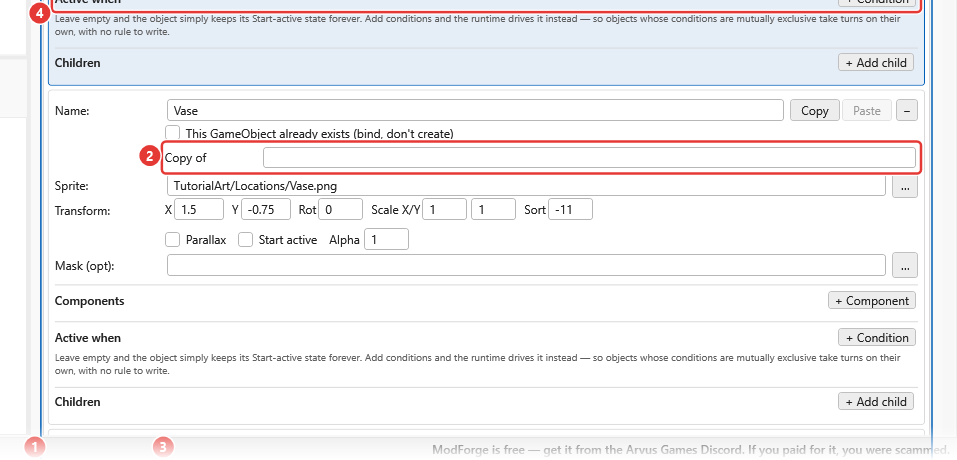 Active when
+ Condition
4
Leave empty and the object simply keeps its Start-active state forever. Add conditions and the runtime drives it instead — so objects whose conditions are mutually exclusive take turns on their
own, with no rule to write.
Children
+ Add child
Name:
Vase
Copy
Paste
–
This GameObject already exists (bind, don't create)
2
Copy of
Sprite:
TutorialArt/Locations/Vase.png
...
Transform:
X 1.5 Y -0.75 Rot 0 Scale X/Y 1 1 Sort -11
Parallax Start active Alpha 1
Mask (opt):
...
Components
+ Component
Active when
+ Condition
Leave empty and the object simply keeps its Start-active state forever. Add conditions and the runtime drives it instead — so objects whose conditions are mutually exclusive take turns on their
own, with no rule to write.
Children
+ Add child
1
3
ModForge is free — get it from the Arvus Games Discord. If you paid for it, you were scammed.